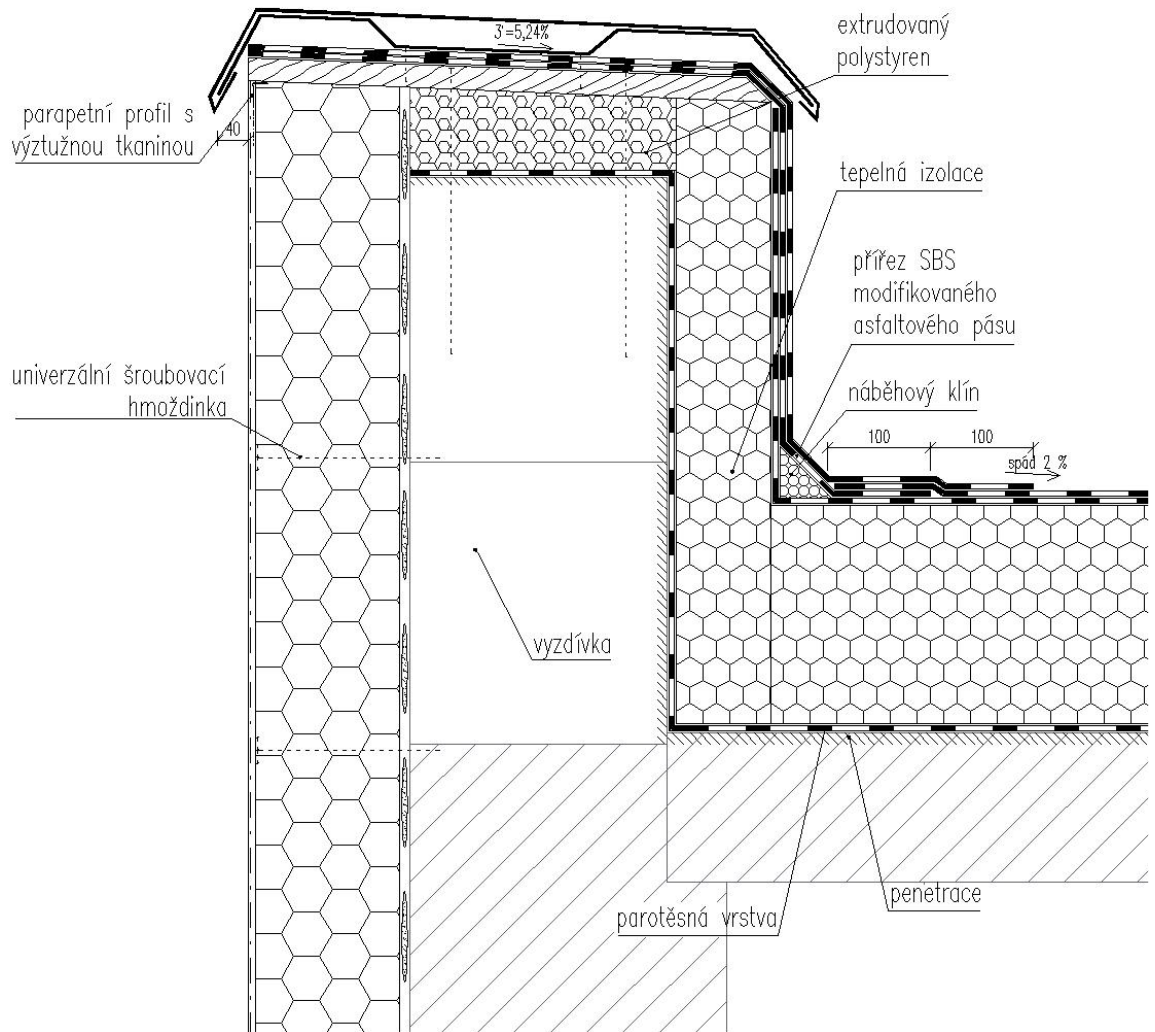 3°=5,24%
extrudovaný
polystyren
parapetní profil s
výztužnou tkaninou
40
tepelná izolace
přířez SBS
modifikovaného
asfaltového pásu
univerzální šroubovací
hmoždinka
náběhový klín
100
100
spád 2 %
vyzdívka
penetrace
parotěsná vrstva